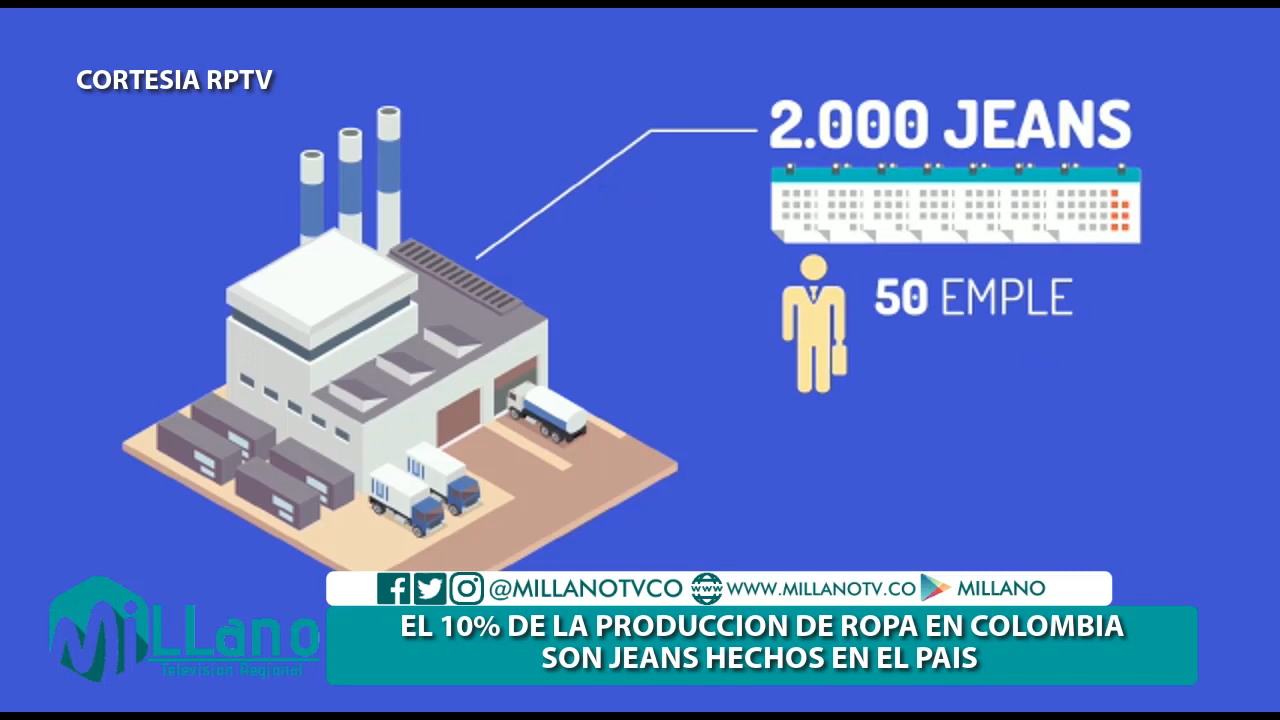 CORTESIA RPTV
2.000 JEANS
50 EMPLE
@MILLANOTVCO WWW.MILLANOTV.CO MILLANO
MiLLano
Televisión Regional
EL 10% DE LA PRODUCCION DE ROPA EN COLOMBIA
SON JEANS HECHOS EN EL PAIS